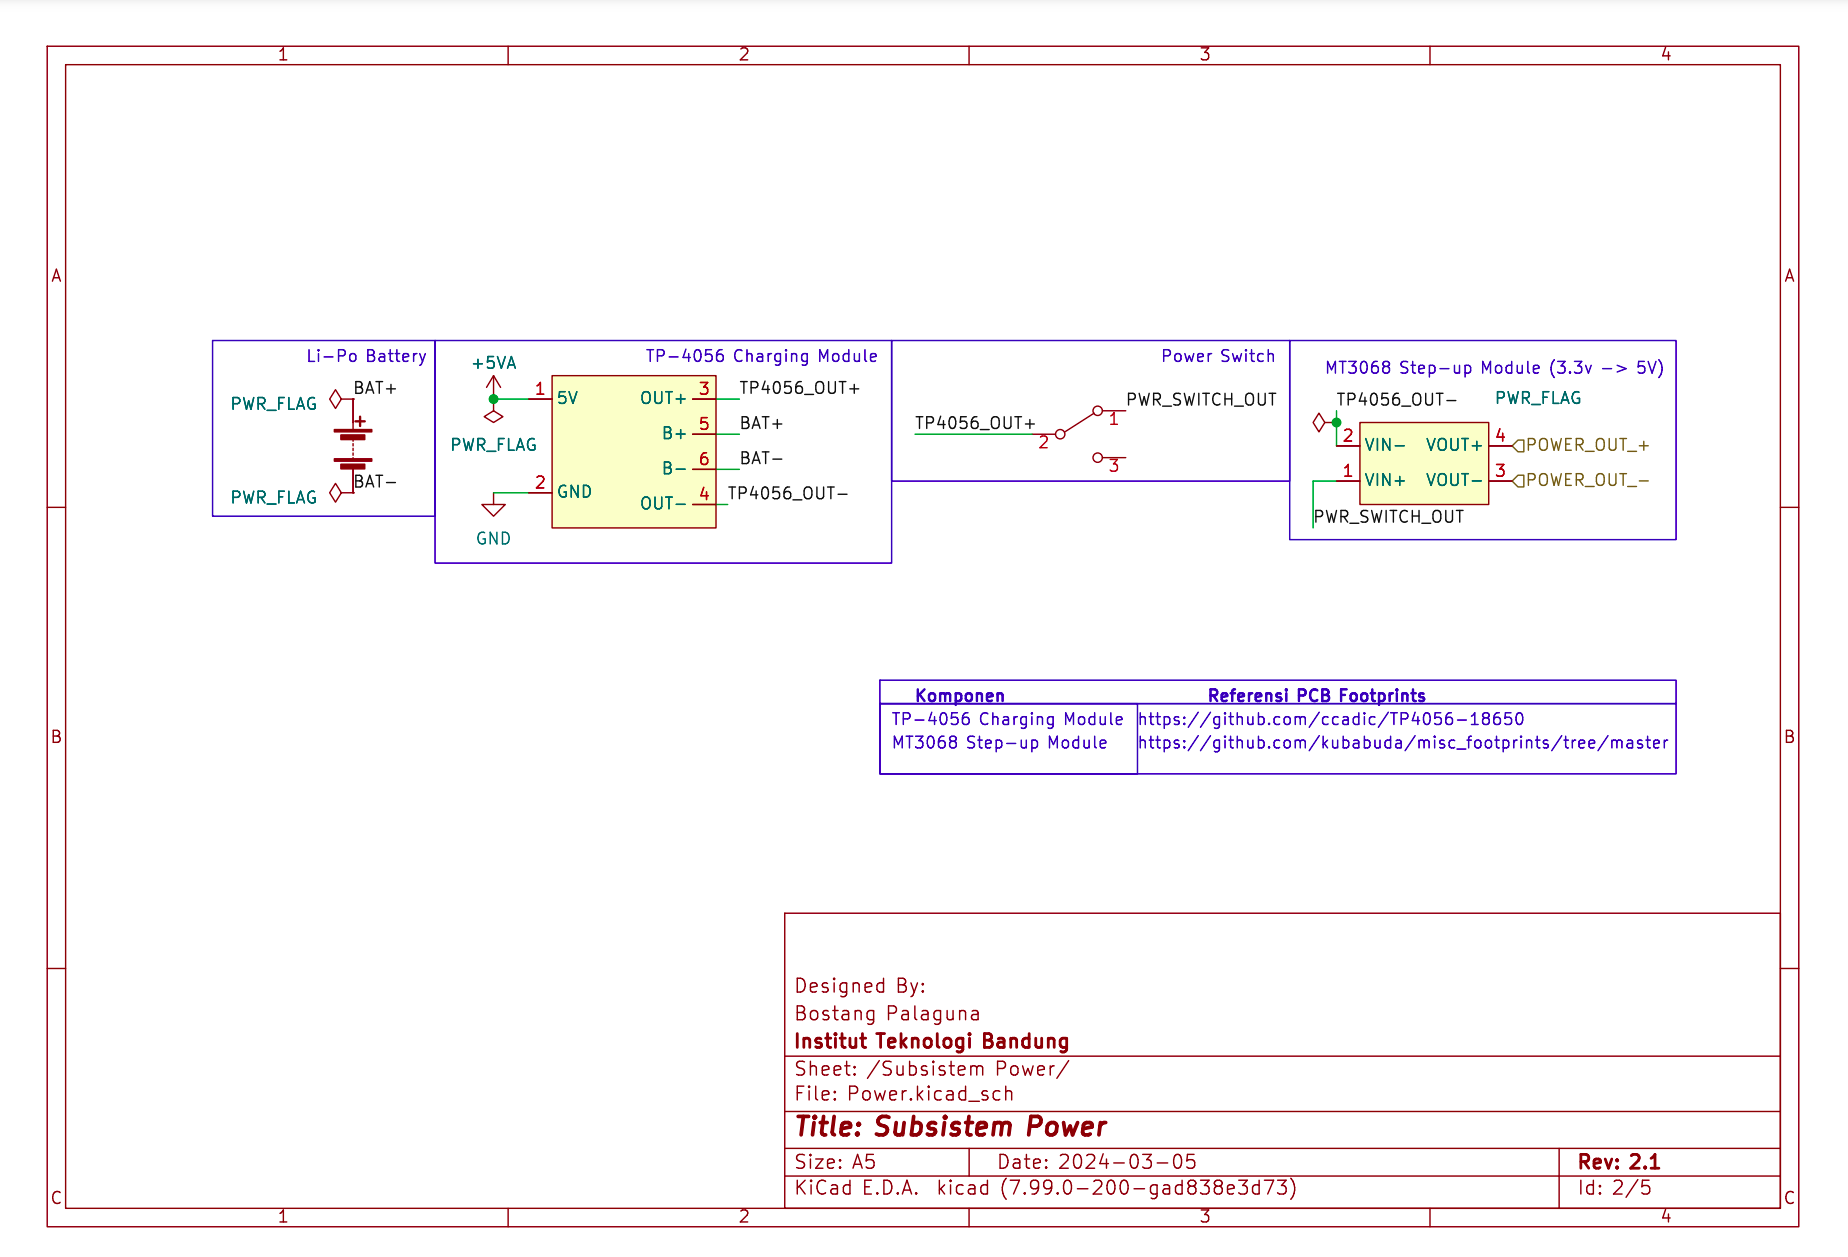 1 2 3 4
A A
Li-Po Battery
PWR_FLAG
BAT+
+
PWR_FLAG
BAT-
TP-4056 Charging Module
+5VA
PWR_FLAG
GND
1 5V
2 GND
OUT+ 3 TP4056_OUT+
B+ 5 BAT+
B- 6 BAT-
OUT- 4 TP4056_OUT-
Power Switch
TP4056_OUT+
2
PWR_SWITCH_OUT
1
3
MT3068 Step-up Module (3.3v -> 5V)
TP4056_OUT-
PWR_FLAG
2 VIN- VOUT+ 4 POWER_OUT_+
1 VIN+ VOUT- 3 POWER_OUT_-
PWR_SWITCH_OUT
B B
Komponen Referensi PCB Footprints
TP-4056 Charging Module https://github.com/ccadic/TP4056-18650
MT3068 Step-up Module https://github.com/kubabuda/misc_footprints/tree/master
Designed By:
Bostang Palaguna
Institut Teknologi Bandung
Sheet: /Subsistem Power/
File: Power.kicad_sch
Title: Subsistem Power
Size: A5 Date: 2024-03-05 Rev: 2.1
KiCad E.D.A. kicad (7.99.0-200-gad838e3d73) Id: 2/5
C C
1 2 3 4